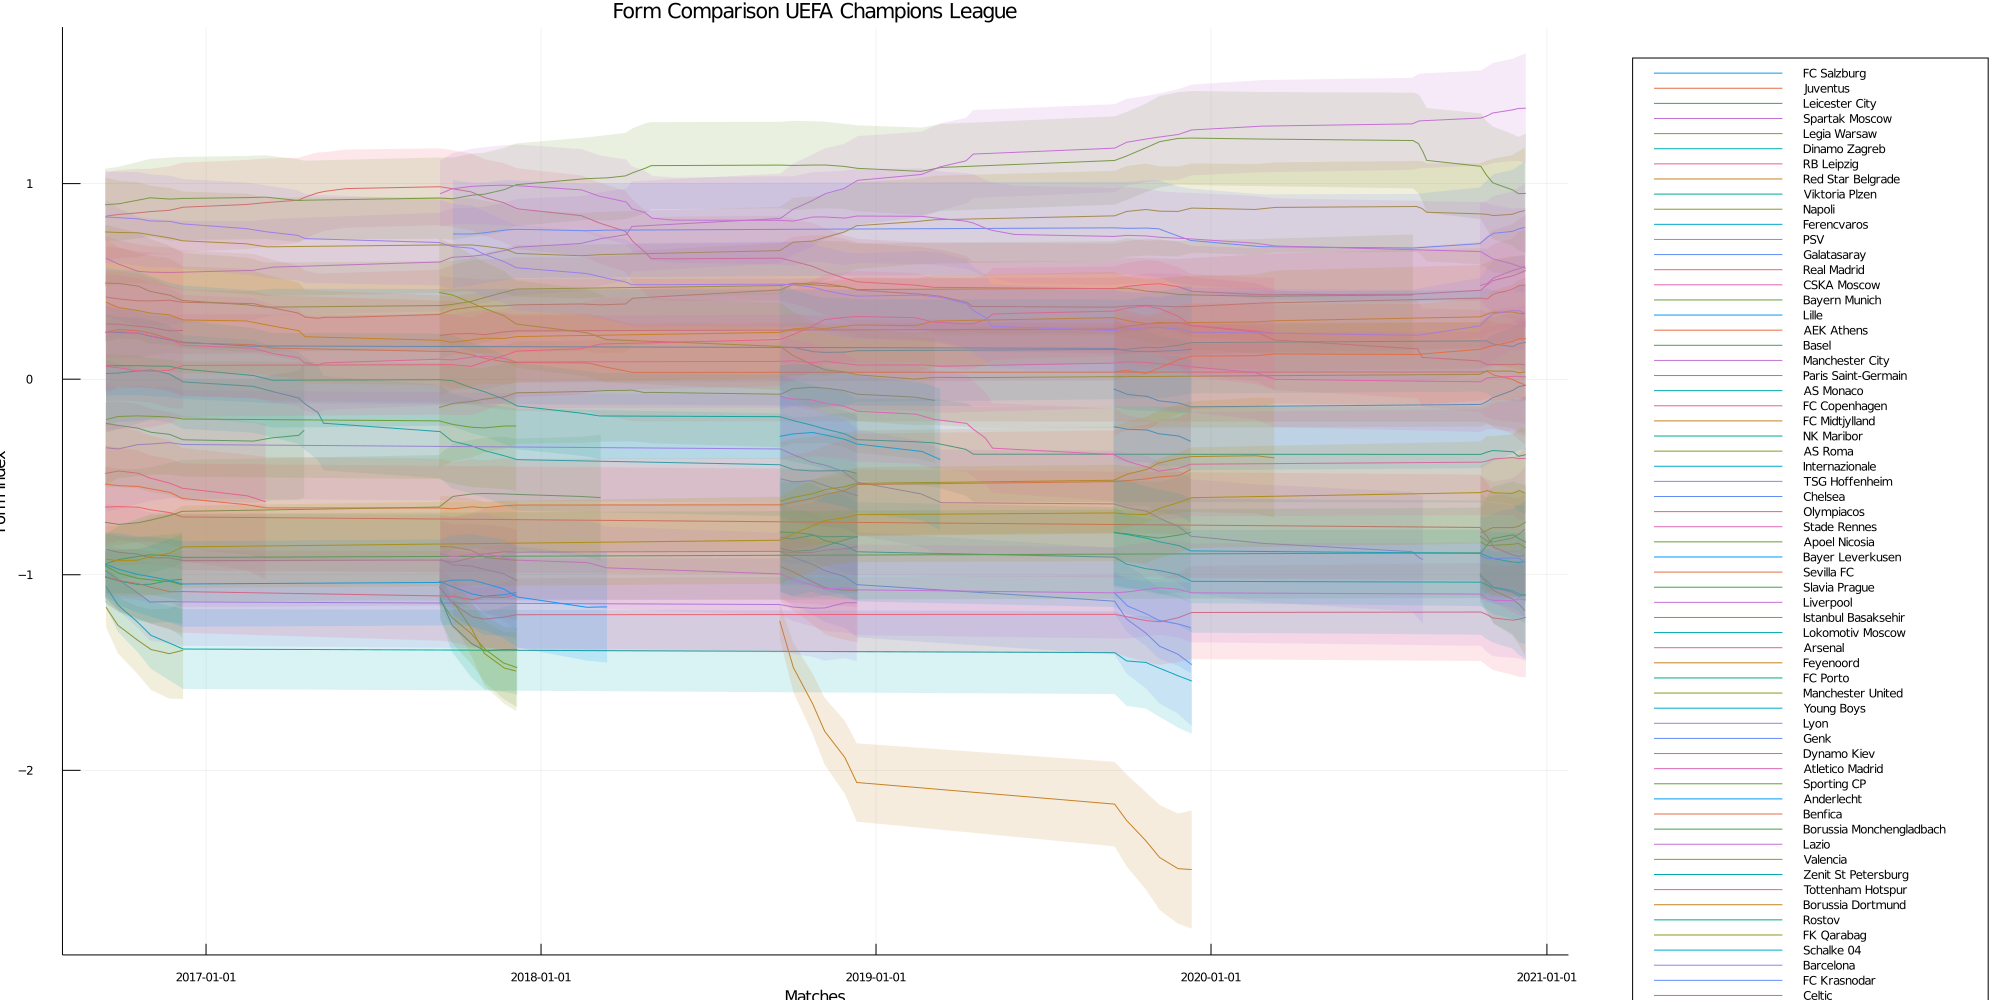 Form Comparison UEFA Champions League
1
0
−1
−2
Form Index
2017-01-01
2018-01-01
2019-01-01
2020-01-01
2021-01-01
Matches
FC Salzburg
Juventus
Leicester City
Spartak Moscow
Legia Warsaw
Dinamo Zagreb
RB Leipzig
Red Star Belgrade
Viktoria Plzen
Napoli
Ferencvaros
PSV
Galatasaray
Real Madrid
CSKA Moscow
Bayern Munich
Lille
AEK Athens
Basel
Manchester City
Paris Saint-Germain
AS Monaco
FC Copenhagen
FC Midtjylland
NK Maribor
AS Roma
Internazionale
TSG Hoffenheim
Chelsea
Olympiacos
Stade Rennes
Apoel Nicosia
Bayer Leverkusen
Sevilla FC
Slavia Prague
Liverpool
Istanbul Basaksehir
Lokomotiv Moscow
Arsenal
Feyenoord
FC Porto
Manchester United
Young Boys
Lyon
Genk
Dynamo Kiev
Atletico Madrid
Sporting CP
Anderlecht
Benfica
Borussia Monchengladbach
Lazio
Valencia
Zenit St Petersburg
Tottenham Hotspur
Borussia Dortmund
Rostov
FK Qarabag
Schalke 04
Barcelona
FC Krasnodar
Celtic